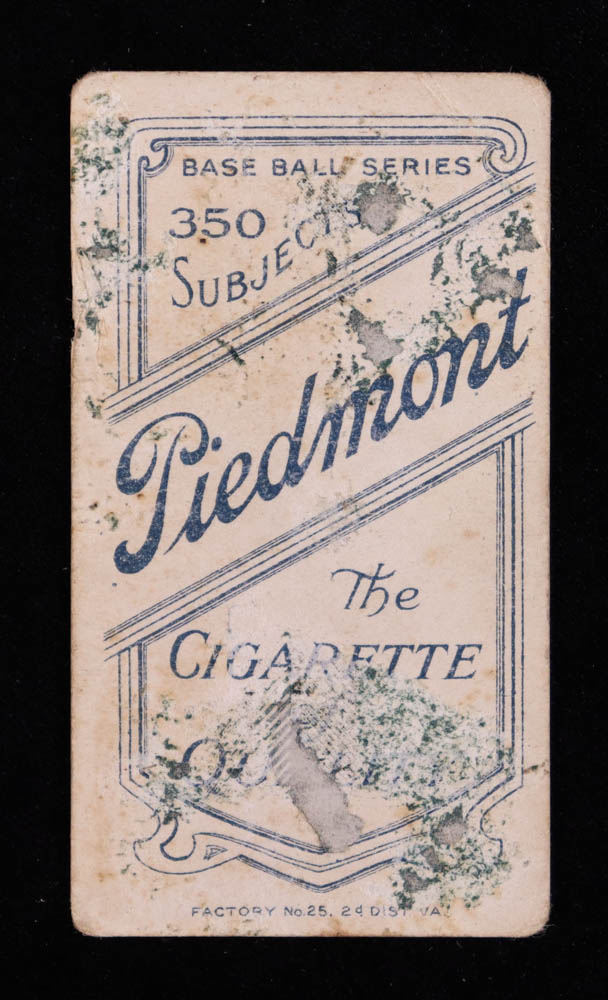 BASE BALL SERIES
350
SUBJECTS
Piedmont
The
CIGARETTE
FACTORY No.25, 2d DIST VA.